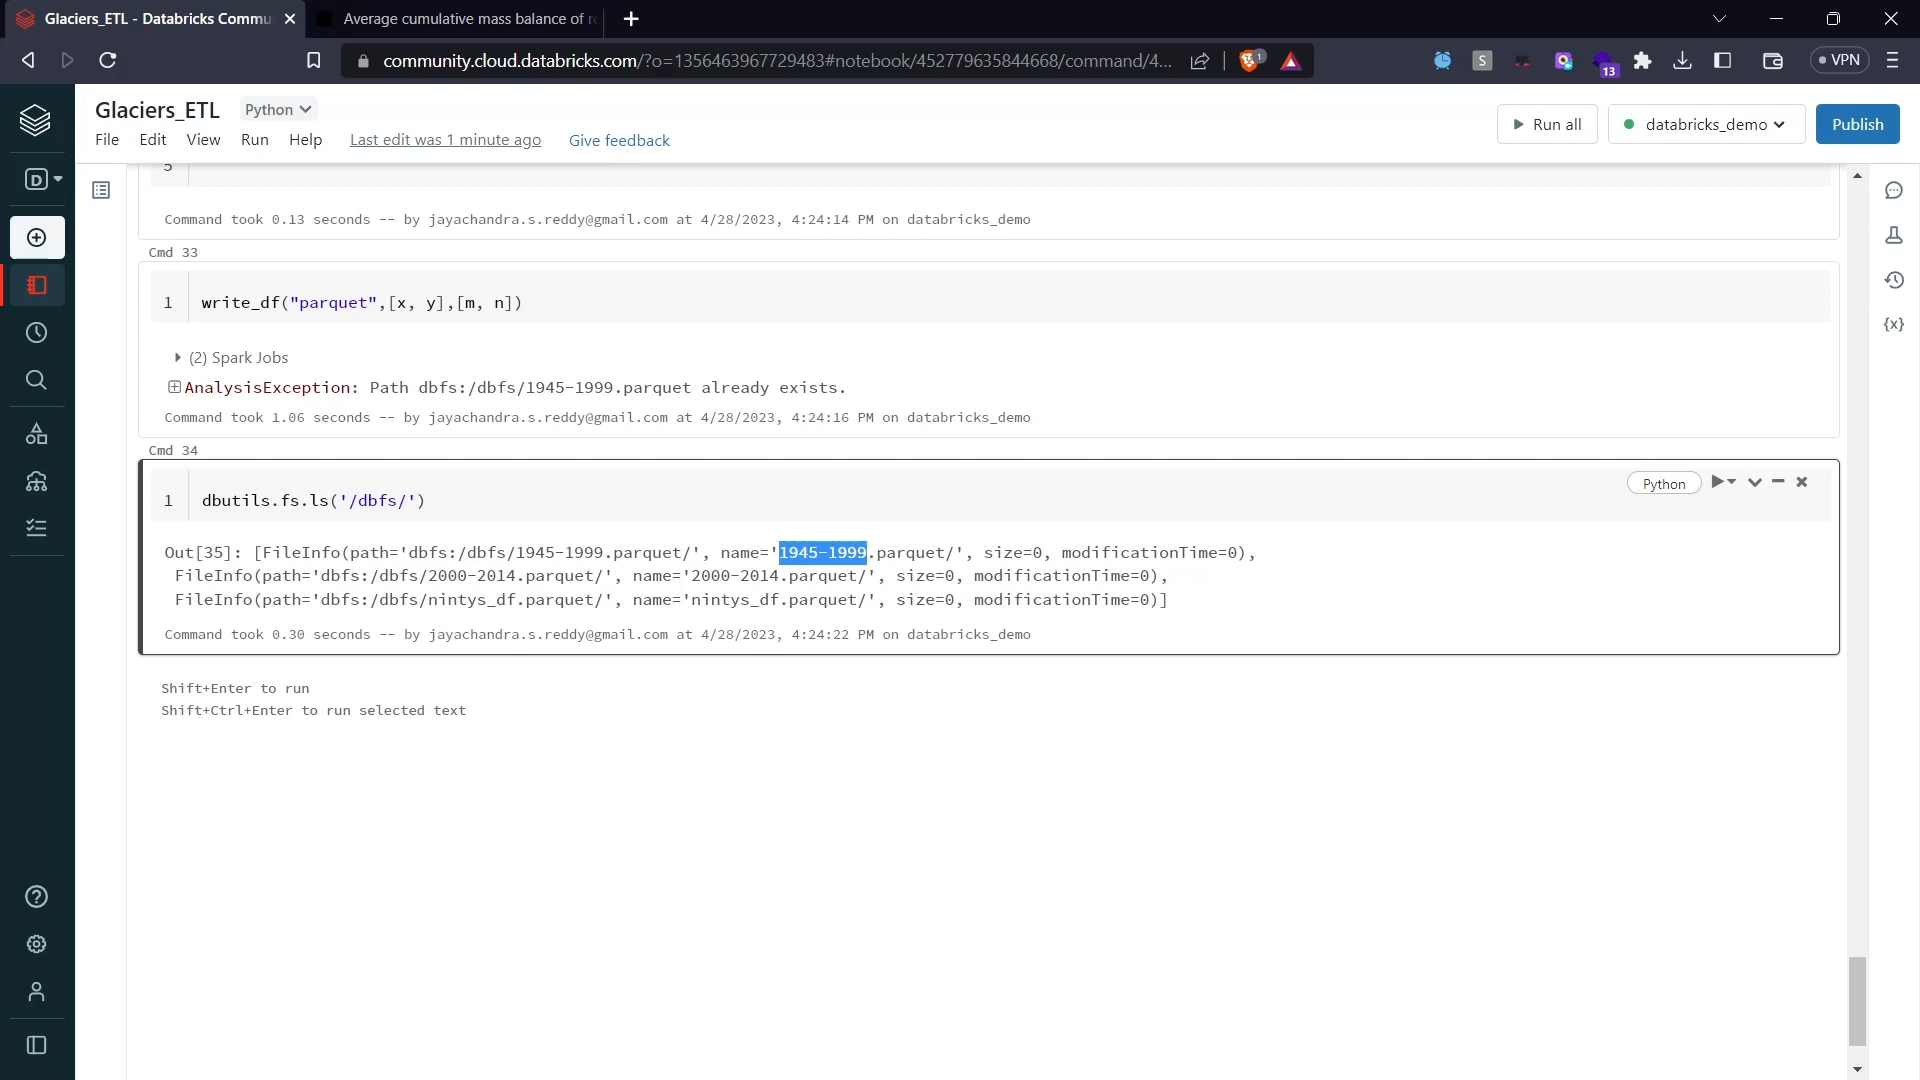 Glaciers_ETL - Databricks Commu
Average cumulative mass balance of r
community.cloud.databricks.com/?o=1356463967729483#notebook/452779635844668/command/4...
1
S
13
VPN
Glaciers_ETL Python
File Edit View Run Help Last edit was 1 minute ago Give feedback
Run all
databricks_demo
Publish
D
{x}
5
Command took 0.13 seconds -- by jayachandra.s.reddy@gmail.com at 4/28/2023, 4:24:14 PM on databricks_demo
Cmd 33
1 write_df("parquet",[x, y],[m, n])
(2) Spark Jobs
AnalysisException: Path dbfs:/dbfs/1945-1999.parquet already exists.
Command took 1.06 seconds -- by jayachandra.s.reddy@gmail.com at 4/28/2023, 4:24:16 PM on databricks_demo
Cmd 34
Python
1 dbutils.fs.ls('/dbfs/')
Out[35]: [FileInfo(path='dbfs:/dbfs/1945-1999.parquet/', name='1945-1999.parquet/', size=0, modificationTime=0),
FileInfo(path='dbfs:/dbfs/2000-2014.parquet/', name='2000-2014.parquet/', size=0, modificationTime=0),
FileInfo(path='dbfs:/dbfs/nintys_df.parquet/', name='nintys_df.parquet/', size=0, modificationTime=0)]
Command took 0.30 seconds -- by jayachandra.s.reddy@gmail.com at 4/28/2023, 4:24:22 PM on databricks_demo
Shift+Enter to run
Shift+Ctrl+Enter to run selected text